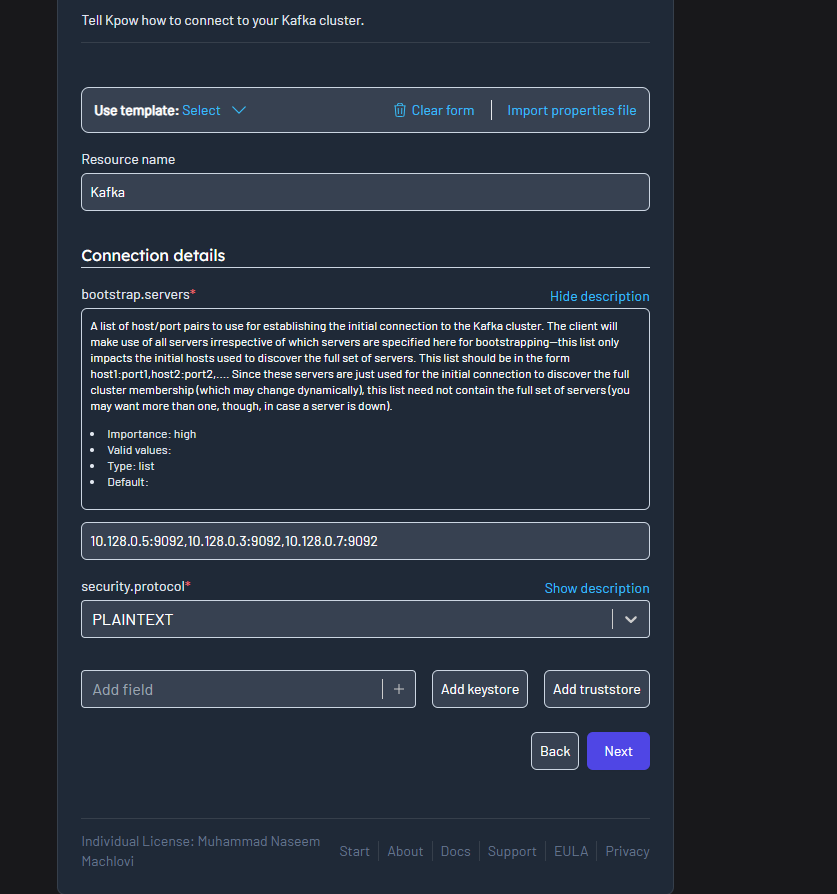 Tell Kpow how to connect to your Kafka cluster.
Use template: Select
Clear form
Import properties file
Resource name
Kafka
Connection details
bootstrap.servers*
Hide description
A list of host/port pairs to use for establishing the initial connection to the Kafka cluster. The client will
make use of all servers irrespective of which servers are specified here for bootstrapping—this list only
impacts the initial hosts used to discover the full set of servers. This list should be in the form
host1:port1,host2:port2,.... Since these servers are just used for the initial connection to discover the full
cluster membership (which may change dynamically), this list need not contain the full set of servers (you
may want more than one, though, in case a server is down).
• Importance: high
• Valid values:
• Type: list
• Default:
10.128.0.5:9092,10.128.0.3:9092,10.128.0.7:9092
security.protocol*
Show description
PLAINTEXT
Add field
Add keystore
Add truststore
Back
Next
Individual License: Muhammad Naseem
Machlovi
Start
About
Docs
Support
EULA
Privacy